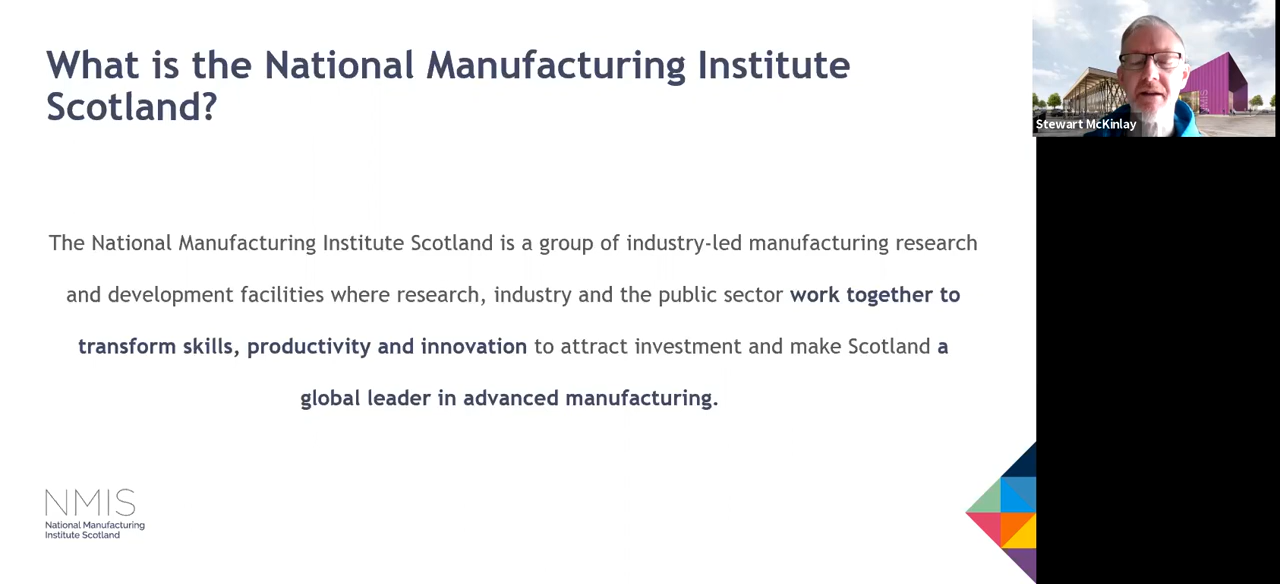 What is the National Manufacturing Institute
Scotland?
The National Manufacturing Institute Scotland is a group of industry-led manufacturing research
and development facilities where research, industry and the public sector work together to
transform skills, productivity and innovation to attract investment and make Scotland a
global leader in advanced manufacturing.
NMIS
National Manufacturing
Institute Scotland
NMIS
Stewart McKinlay